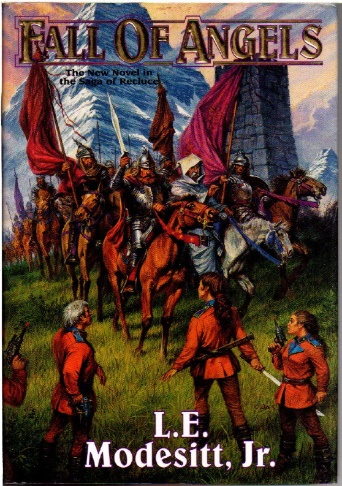 FALL OF ANGELS
The New Novel in
the Saga of Recluce
L.E.
Modesitt, Jr.